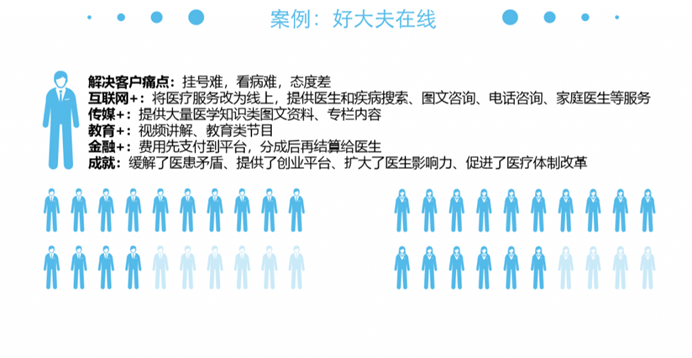 案例：好大夫在线
解决客户痛点：挂号难，看病难，态度差
互联网+：将医疗服务改为线上，提供医生和疾病搜索、图文咨询、电话咨询、家庭医生等服务
传媒+：提供大量医学知识类图文资料、专栏内容
教育+：视频讲解、教育类节目
金融+：费用先支付到平台，分成后再结算给医生
成就：缓解了医患矛盾、提供了创业平台、扩大了医生影响力、促进了医疗体制改革